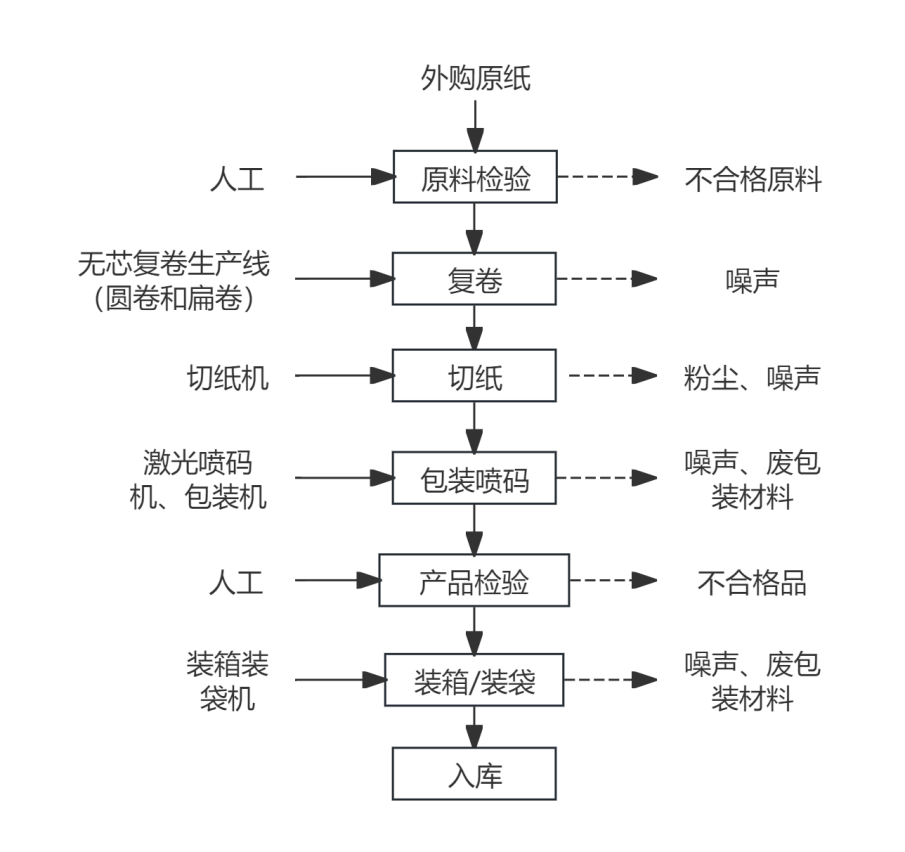 外购原纸
人工
原料检验
不合格原料
无芯复卷生产线
（圆卷和扁卷）
复卷
噪声
切纸机
切纸
粉尘、噪声
激光喷码
机、包装机
包装喷码
噪声、废包
装材料
人工
产品检验
不合格品
装箱装
袋机
装箱/装袋
噪声、废包
装材料
入库